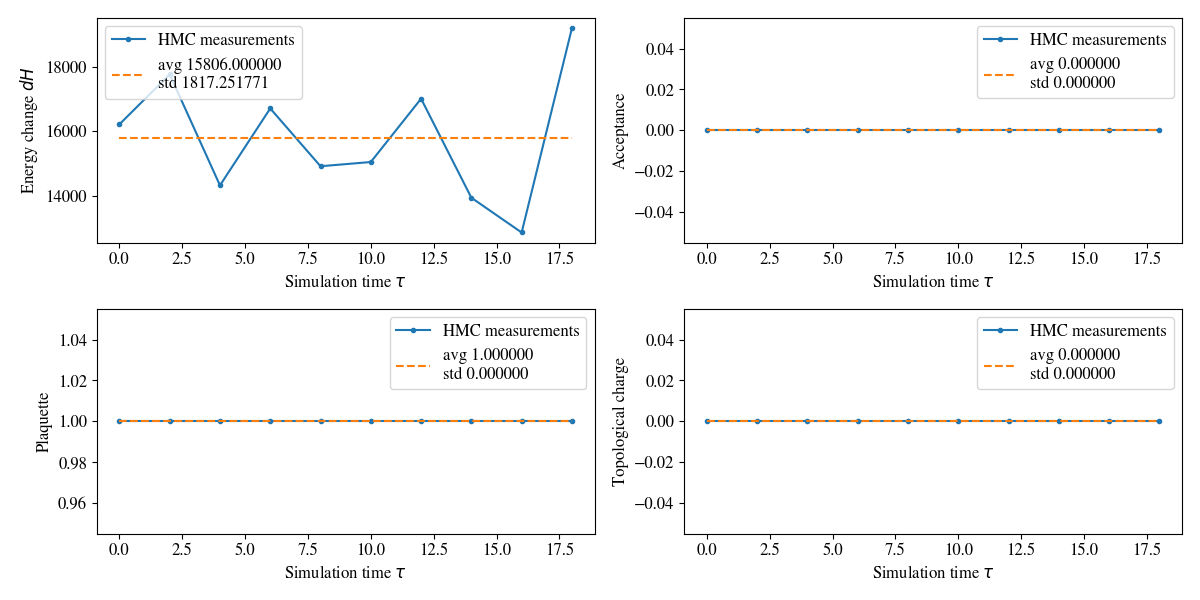 Energy change dH
18000
16000
14000
HMC measurements
avg 15806.000000
std 1817.251771
0.0 2.5 5.0 7.5 10.0 12.5 15.0 17.5
Simulation time τ
Acceptance
0.04
0.02
0.00
−0.02
−0.04
HMC measurements
avg 0.000000
std 0.000000
0.0 2.5 5.0 7.5 10.0 12.5 15.0 17.5
Simulation time τ
Plaquette
1.04
1.02
1.00
0.98
0.96
HMC measurements
avg 1.000000
std 0.000000
0.0 2.5 5.0 7.5 10.0 12.5 15.0 17.5
Simulation time τ
Topological charge
0.04
0.02
0.00
−0.02
−0.04
HMC measurements
avg 0.000000
std 0.000000
0.0 2.5 5.0 7.5 10.0 12.5 15.0 17.5
Simulation time τ